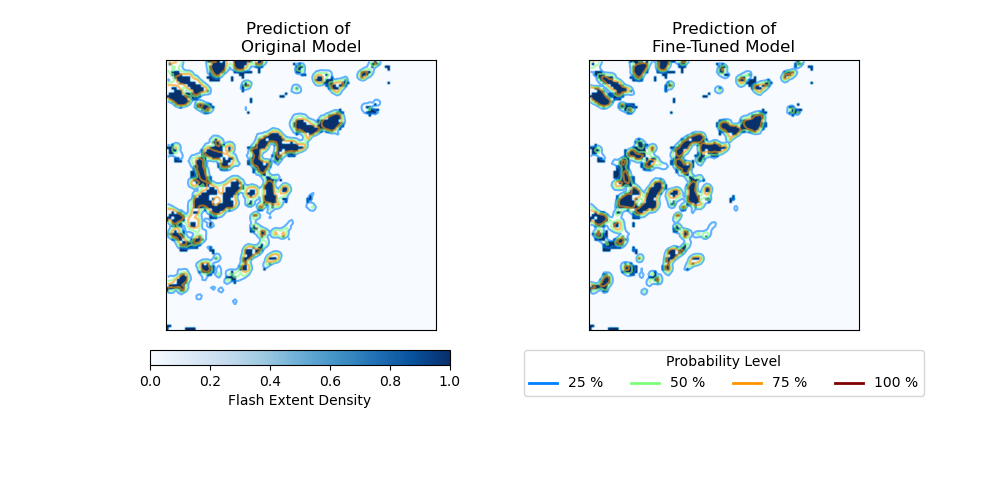 Prediction of
Original Model
Prediction of
Fine-Tuned Model
0.0 0.2 0.4 0.6 0.8 1.0
Flash Extent Density
Probability Level
25 % 50 % 75 % 100 %